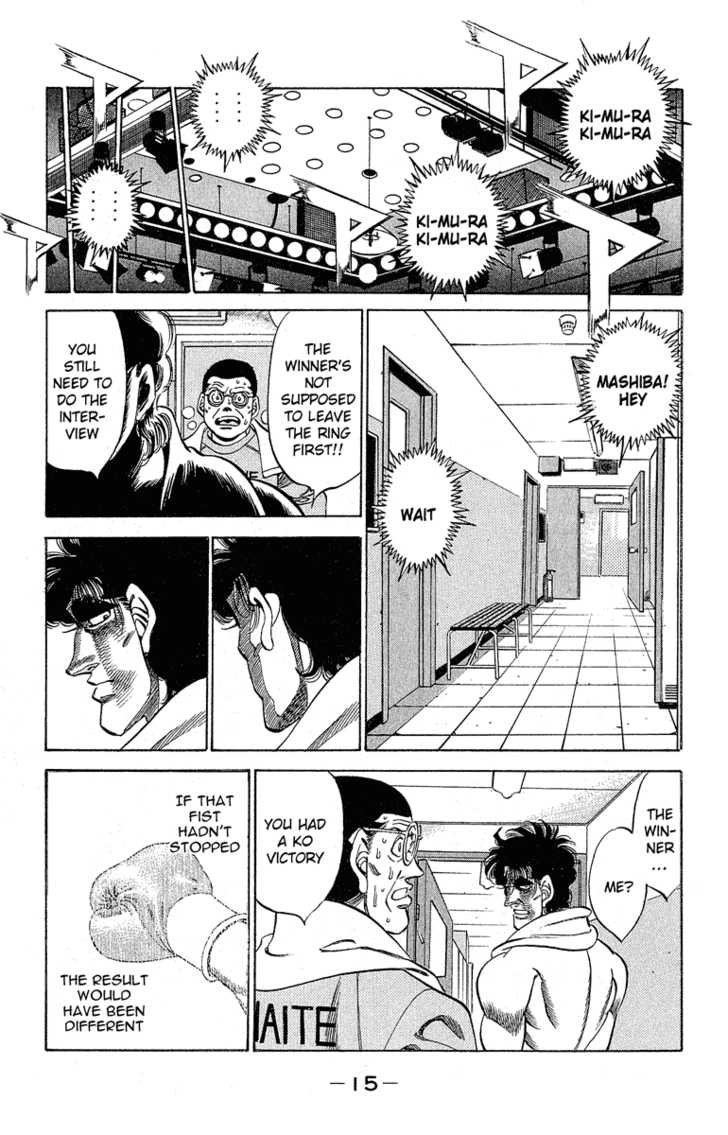 KI-MU-RA
KI-MU-RA
KI-MU-RA
KI-MU-RA
MASHIBA!
HEY
WAIT
THE
WINNER'S
NOT
SUPPOSED
TO LEAVE
THE RING
FIRST!!
YOU
STILL
NEED TO
DO THE
INTER-
VIEW
THE
WIN-
NER
...
ME?
YOU HAD
A KO
VICTORY
IAITE
IF THAT
FIST
HADN'T
STOPPED
THE RESULT
WOULD
HAVE BEEN
DIFFERENT
-15-